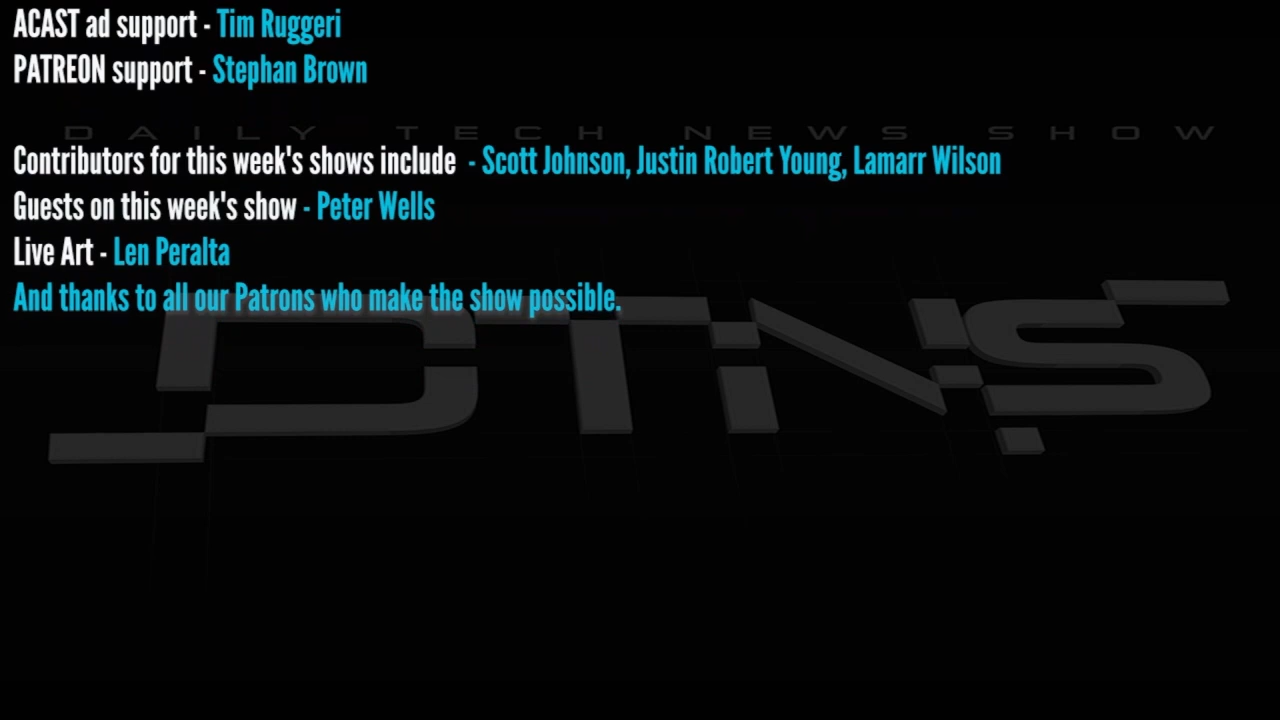 ACAST ad support - Tim Ruggeri
PATREON support - Stephan Brown
DAILY TECH NEWS SHOW
Contributors for this week's shows include - Scott Johnson, Justin Robert Young, Lamarr Wilson
Guests on this week's show - Peter Wells
Live Art - Len Peralta
And thanks to all our Patrons who make the show possible.
DTNS